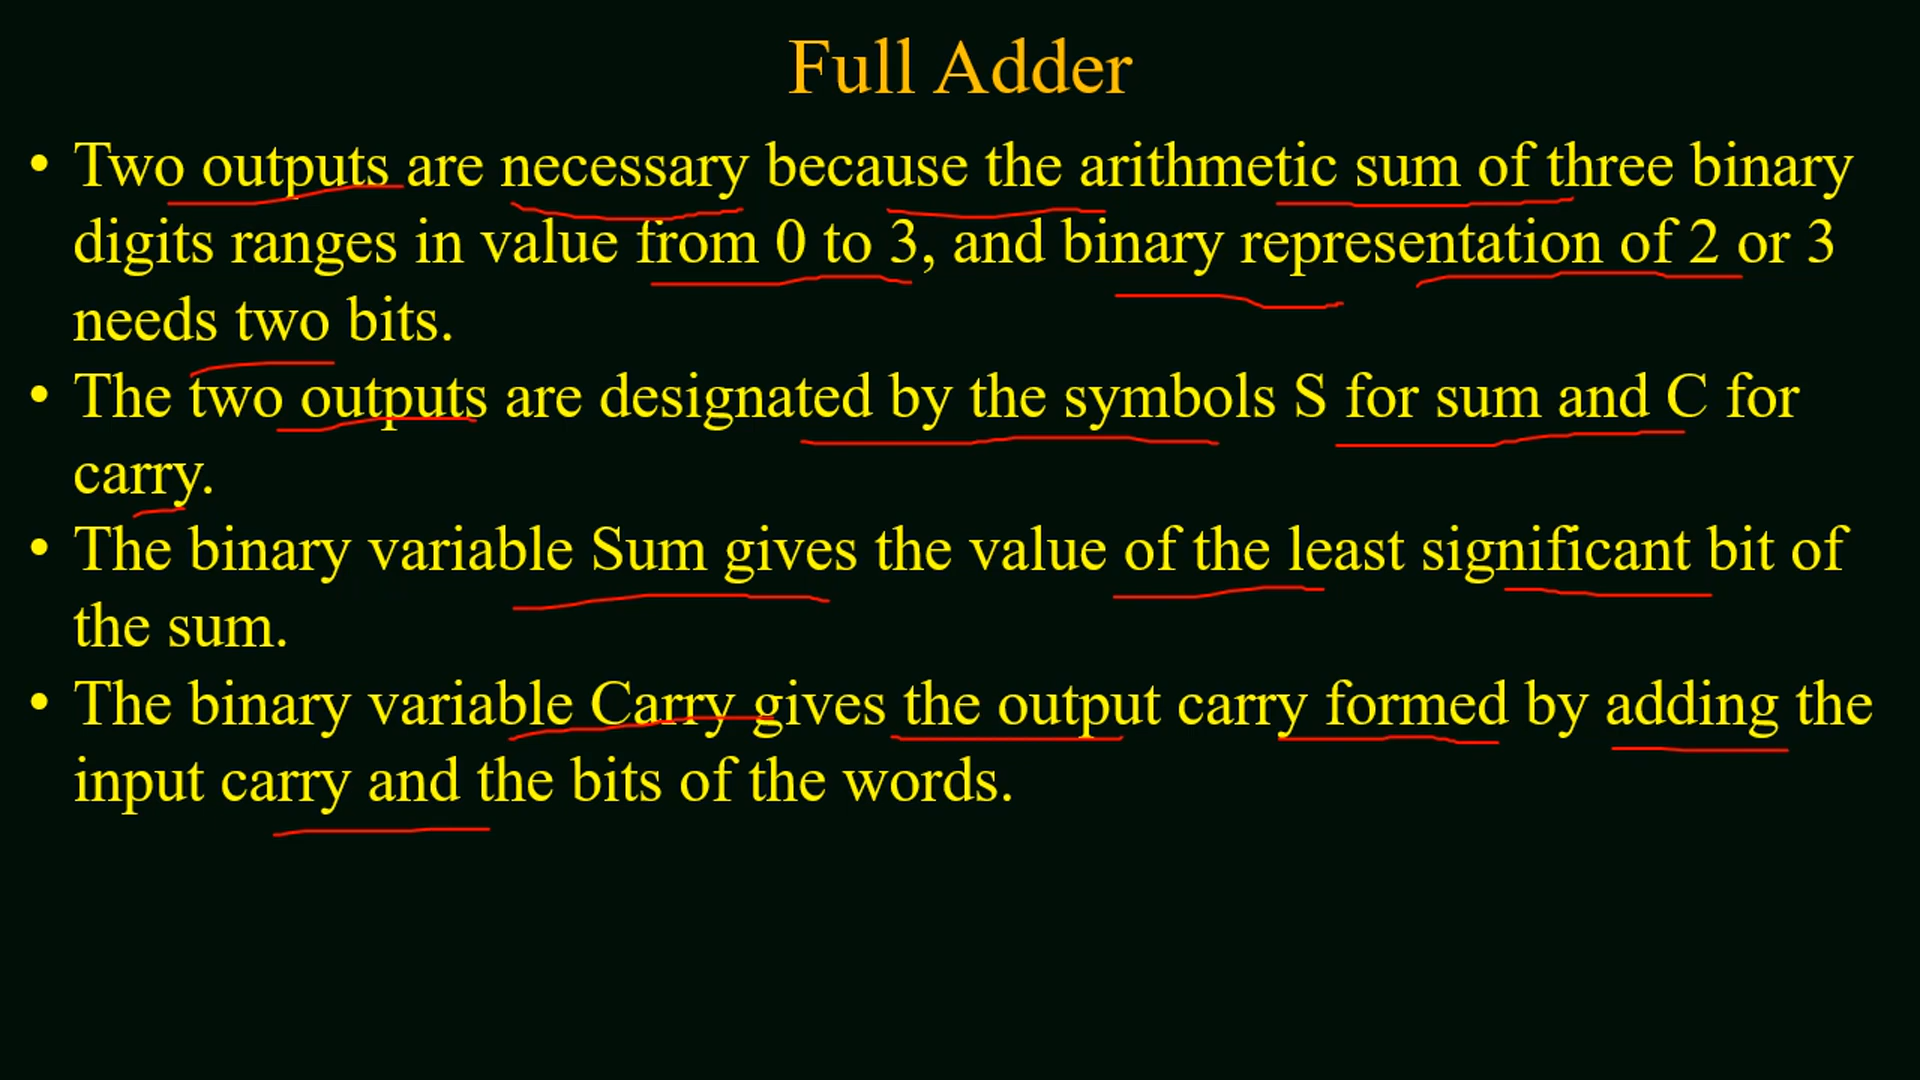 Full Adder
• Two outputs are necessary because the arithmetic sum of three binary
digits ranges in value from 0 to 3, and binary representation of 2 or 3
needs two bits.
• The two outputs are designated by the symbols S for sum and C for
carry.
• The binary variable Sum gives the value of the least significant bit of
the sum.
• The binary variable Carry gives the output carry formed by adding the
input carry and the bits of the words.